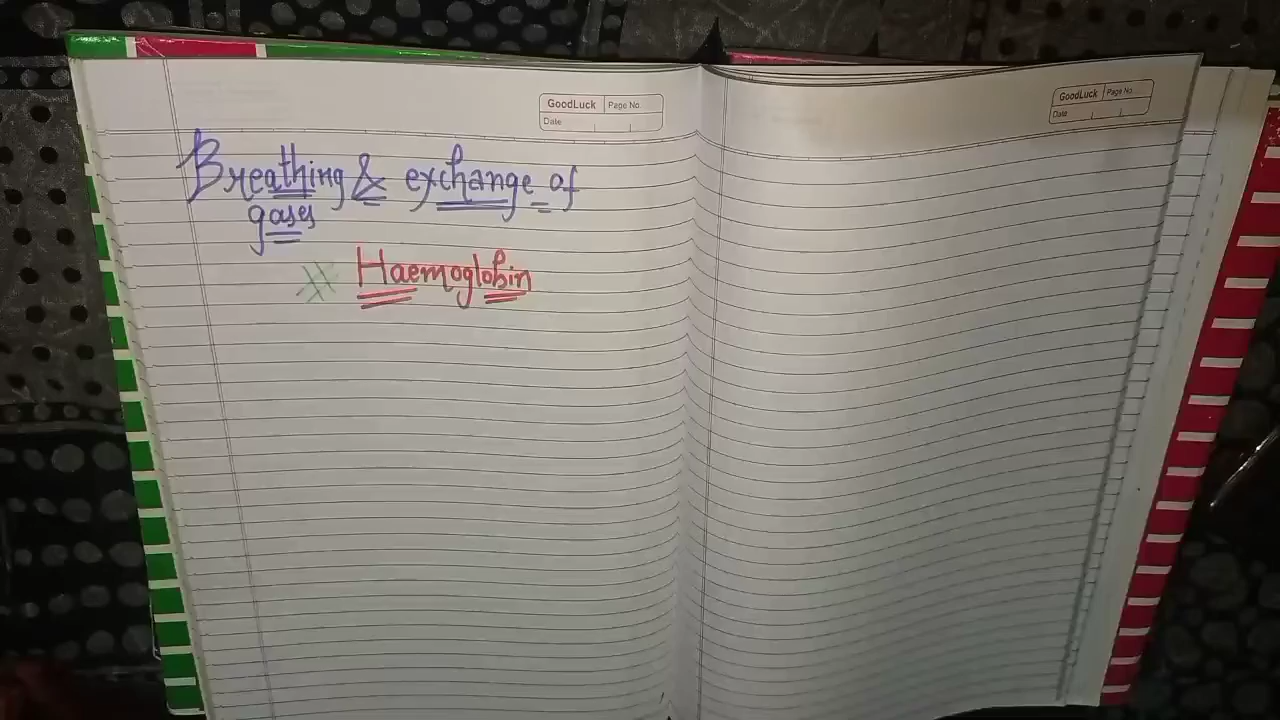 GoodLuck Page No.
Date
GoodLuck Page No.
Date
Breathing & exchange of
gases
Haemoglobin